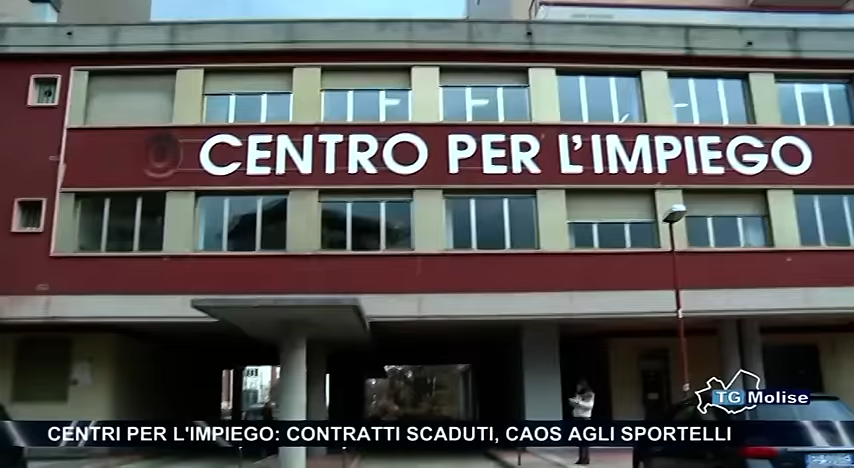 CENTRO PER L'IMPIEGO
TG Molise
CENTRI PER L'IMPIEGO: CONTRATTI SCADUTI, CAOS AGLI SPORTELLI